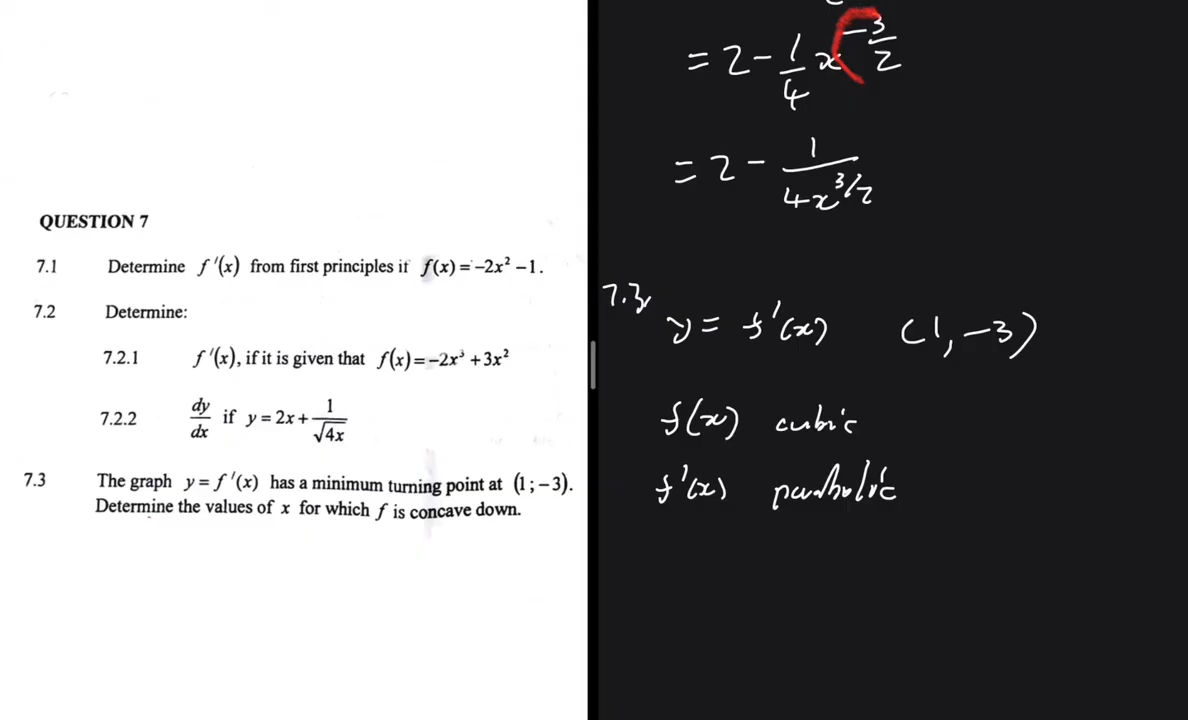 QUESTION 7
7.1 Determine f '(x) from first principles if f(x) = -2x² - 1.
7.2 Determine:
7.2.1 f '(x), if it is given that f(x) = -2x³ + 3x²
7.2.2 dy/dx if y = 2x + 1/√4x
7.3 The graph y = f '(x) has a minimum turning point at (1 ; -3).
Determine the values of x for which f is concave down.
= 2 - 1/4 x^-3/2
= 2 - 1/4x^3/2
7.3.
y = f'(x) (1, -3)
f(x) cubic
f'(x) parabolic